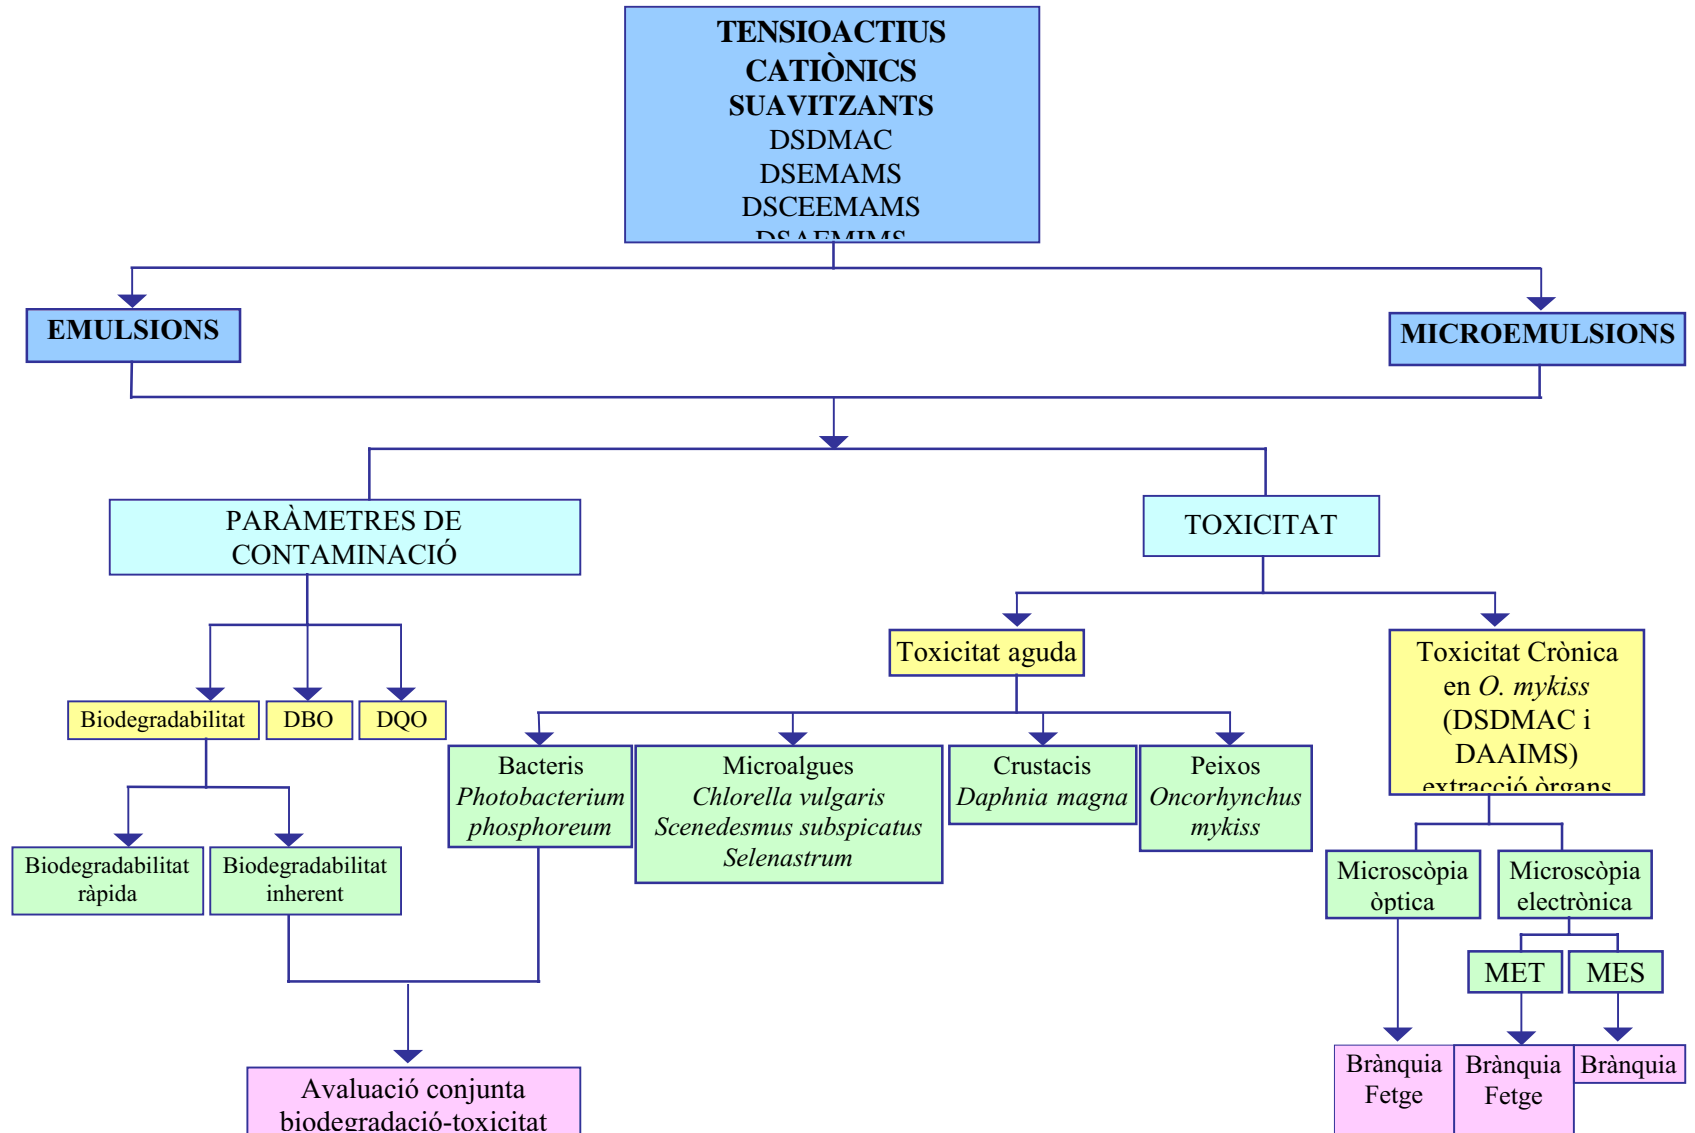 TENSIOACTIUS
CATIÒNICS
SUAVITZANTS
DSDMAC
DSEMAMS
DSCEEMAMS
DSAEMIMS
EMULSIONS
MICROEMULSIONS
PARÀMETRES DE
CONTAMINACIÓ
TOXICITAT
Toxicitat aguda
Toxicitat Crònica
en O. mykiss
(DSDMAC i
DAAIMS)
extracció òrgans
Biodegradabilitat
DBO
DQO
Bacteris
Photobacterium
phosphoreum
Microalgues
Chlorella vulgaris
Scenedesmus subspicatus
Selenastrum
Crustacis
Daphnia magna
Peixos
Oncorhynchus
mykiss
Biodegradabilitat
ràpida
Biodegradabilitat
inherent
Microscòpia
òptica
Microscòpia
electrònica
MET
MES
Brànquia
Fetge
Brànquia
Fetge
Brànquia
Avaluació conjunta
biodegradació-toxicitat